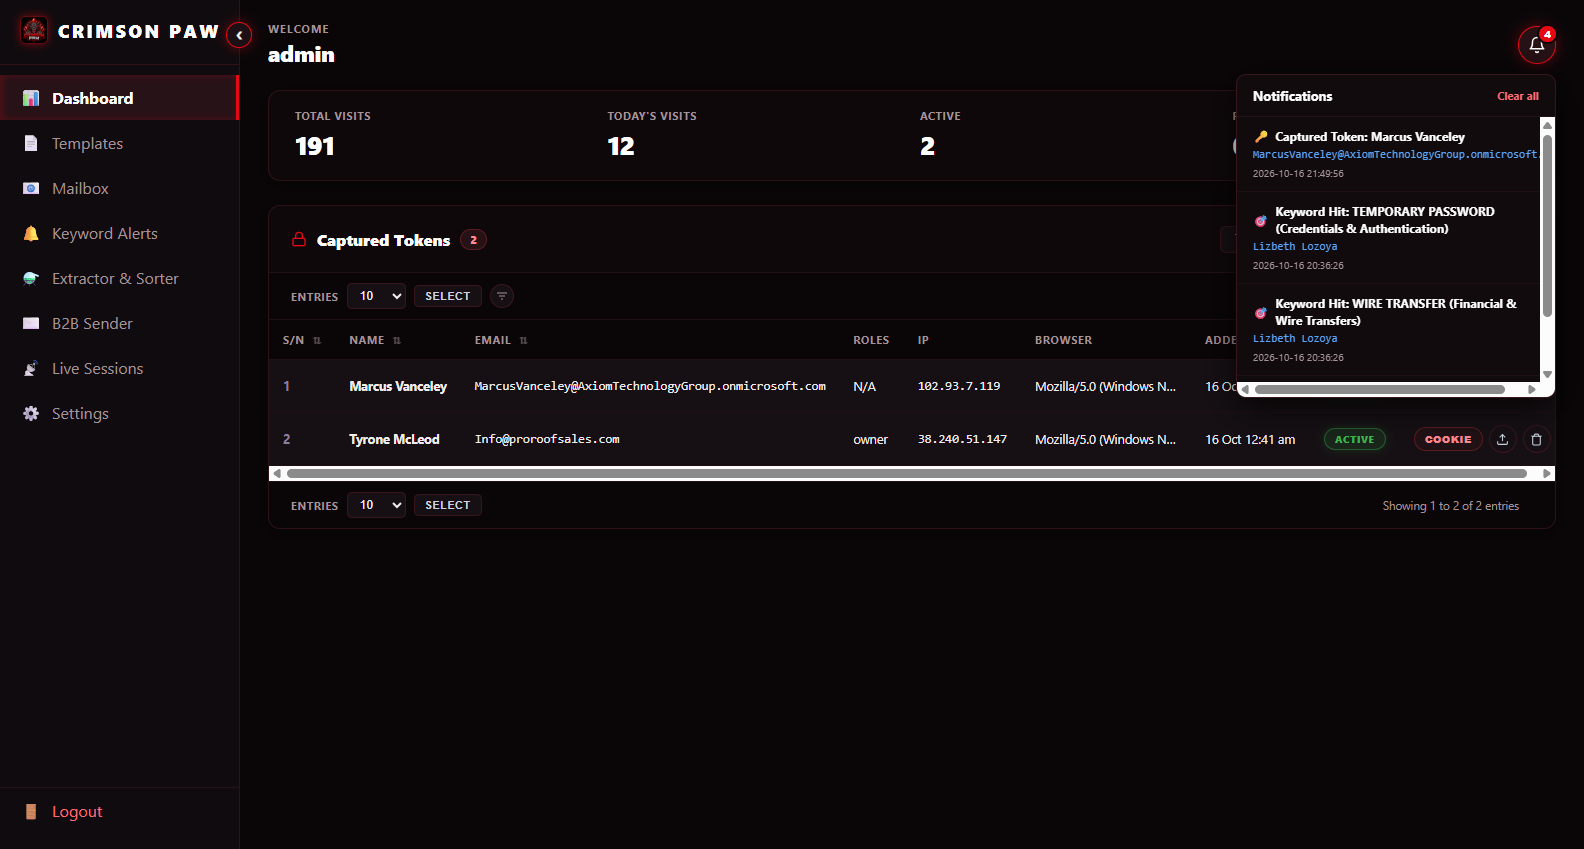 CRIMSON PAW
Dashboard
Templates
Mailbox
Keyword Alerts
Extractor & Sorter
B2B Sender
Live Sessions
Settings
Logout
WELCOME
admin
4
TOTAL VISITS
191
TODAY'S VISITS
12
ACTIVE
2
Captured Tokens 2
ENTRIES 10 SELECT
S/N NAME EMAIL ROLES IP BROWSER ADDE
1 Marcus Vanceley MarcusVanceley@AxiomTechnologyGroup.onmicrosoft.com N/A 102.93.7.119 Mozilla/5.0 (Windows N... 16 Oc
2 Tyrone McLeod Info@proroofsales.com owner 38.240.51.147 Mozilla/5.0 (Windows N... 16 Oct 12:41 am ACTIVE COOKIE
ENTRIES 10 SELECT Showing 1 to 2 of 2 entries
Notifications Clear all
Captured Token: Marcus Vanceley
MarcusVanceley@AxiomTechnologyGroup.onmicrosoft.
2026-10-16 21:49:56
Keyword Hit: TEMPORARY PASSWORD
(Credentials & Authentication)
Lizbeth Lozoya
2026-10-16 20:36:26
Keyword Hit: WIRE TRANSFER (Financial &
Wire Transfers)
Lizbeth Lozoya
2026-10-16 20:36:26